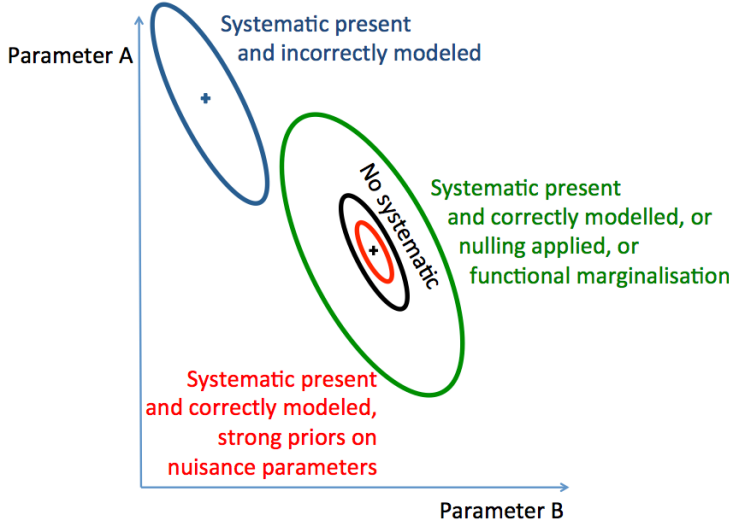 Systematic present
and incorrectly modeled
Parameter A
No systematic
Systematic present
and correctly modelled, or
nulling applied, or
functional marginalisation
Systematic present
and correctly modeled,
strong priors on
nuisance parameters
Parameter B